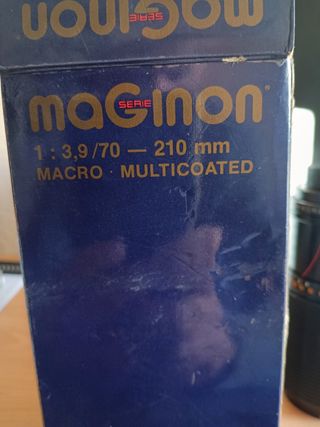 maGinon
SERIE
maGinon®
SERIE
1 : 3,9 / 70 — 210 mm
MACRO · MULTICOATED